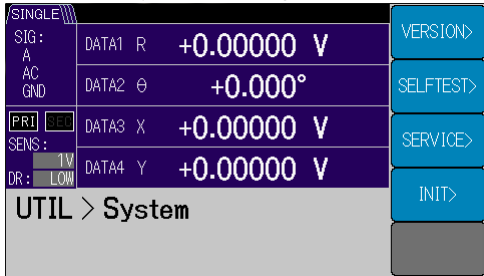 SINGLE
SIG:
A
AC
GND
PRI SEC
SENS:
1V
DR: LOW
DATA1 R +0.00000 V
DATA2 θ +0.000°
DATA3 X +0.00000 V
DATA4 Y +0.00000 V
UTIL > System
VERSION>
SELFTEST>
SERVICE>
INIT>